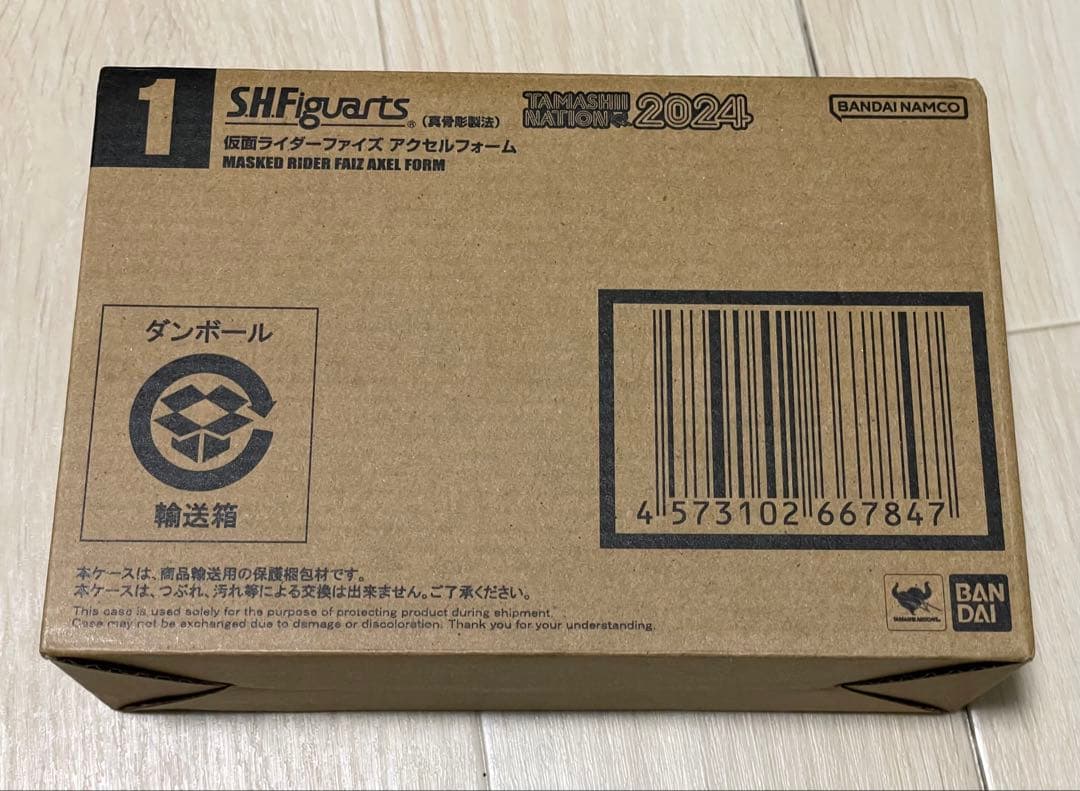 1
S.H.Figuarts® (真骨彫製法)
TAMASHII NATION 2024
BANDAI NAMCO
仮面ライダーファイズ アクセルフォーム
MASKED RIDER FAIZ AXEL FORM
ダンボール
輸送箱
4 573102 667847
本ケースは、商品輸送用の保護梱包材です。
本ケースは、つぶれ、汚れ等による交換は出来ません。ご了承ください。
This case is used solely for the purpose of protecting product during shipment.
Case may not be exchanged due to damage or discoloration. Thank you for your understanding.
TAMASHII NATIONS
BAN
DAI